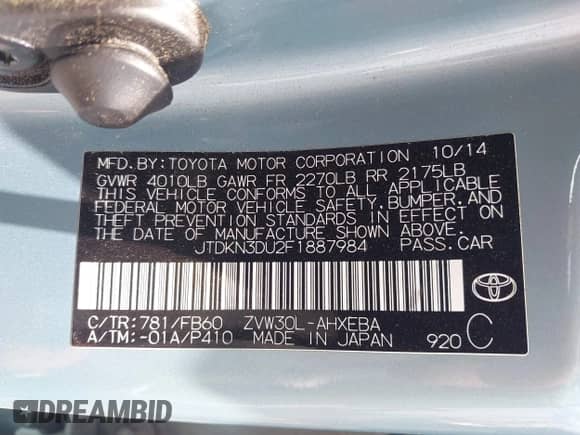 MFD.BY:TOYOTA MOTOR CORPORATION 10/14
GVWR 4010LB GAWR FR 2270LB RR 2175LB
THIS VEHICLE CONFORMS TO ALL APPLICABLE
FEDERAL MOTOR VEHICLE SAFETY,BUMPER,AND
THEFT PREVENTION STANDARDS IN EFFECT ON
THE DATE OF MANUFACTURE SHOWN ABOVE.
JTDKN3DU2F1887984 PASS.CAR
C/TR:781/FB60 ZVW30L-AHXEBA
A/TM:-01A/P410 MADE IN JAPAN 920 C
DREAMBID